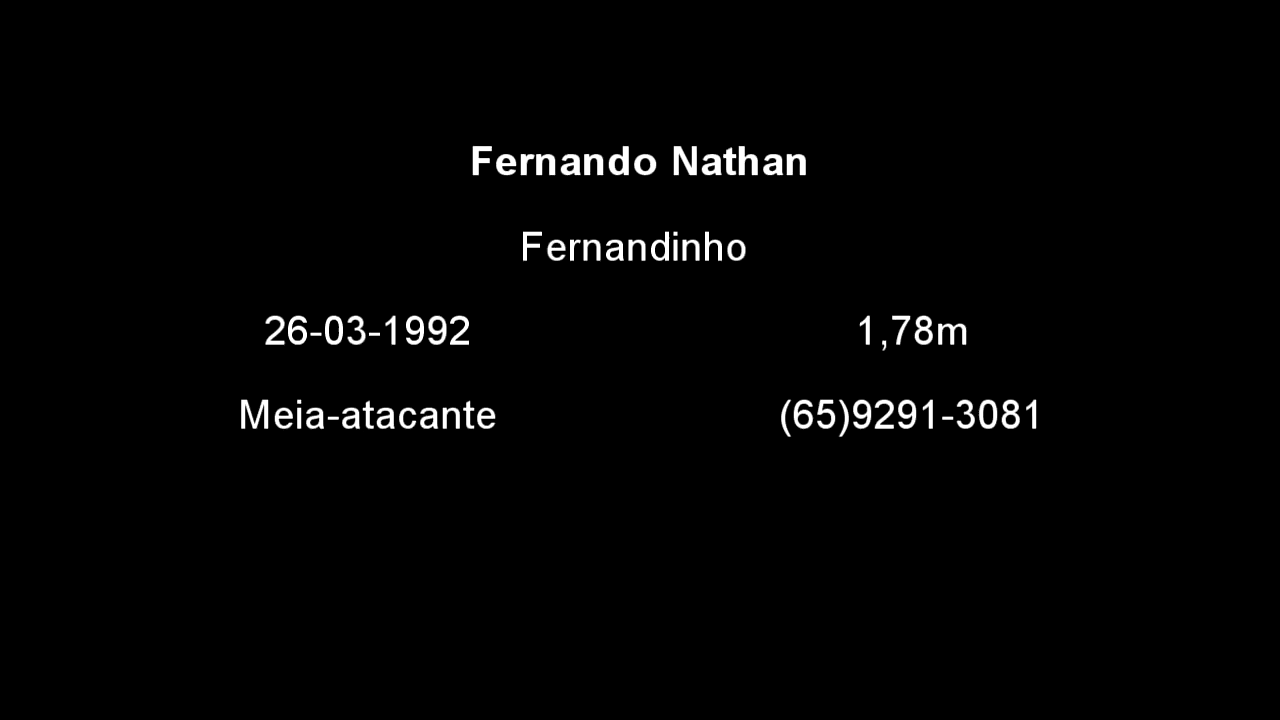 Fernando Nathan
Fernandinho
26-03-1992 1,78m
Meia-atacante (65)9291-3081